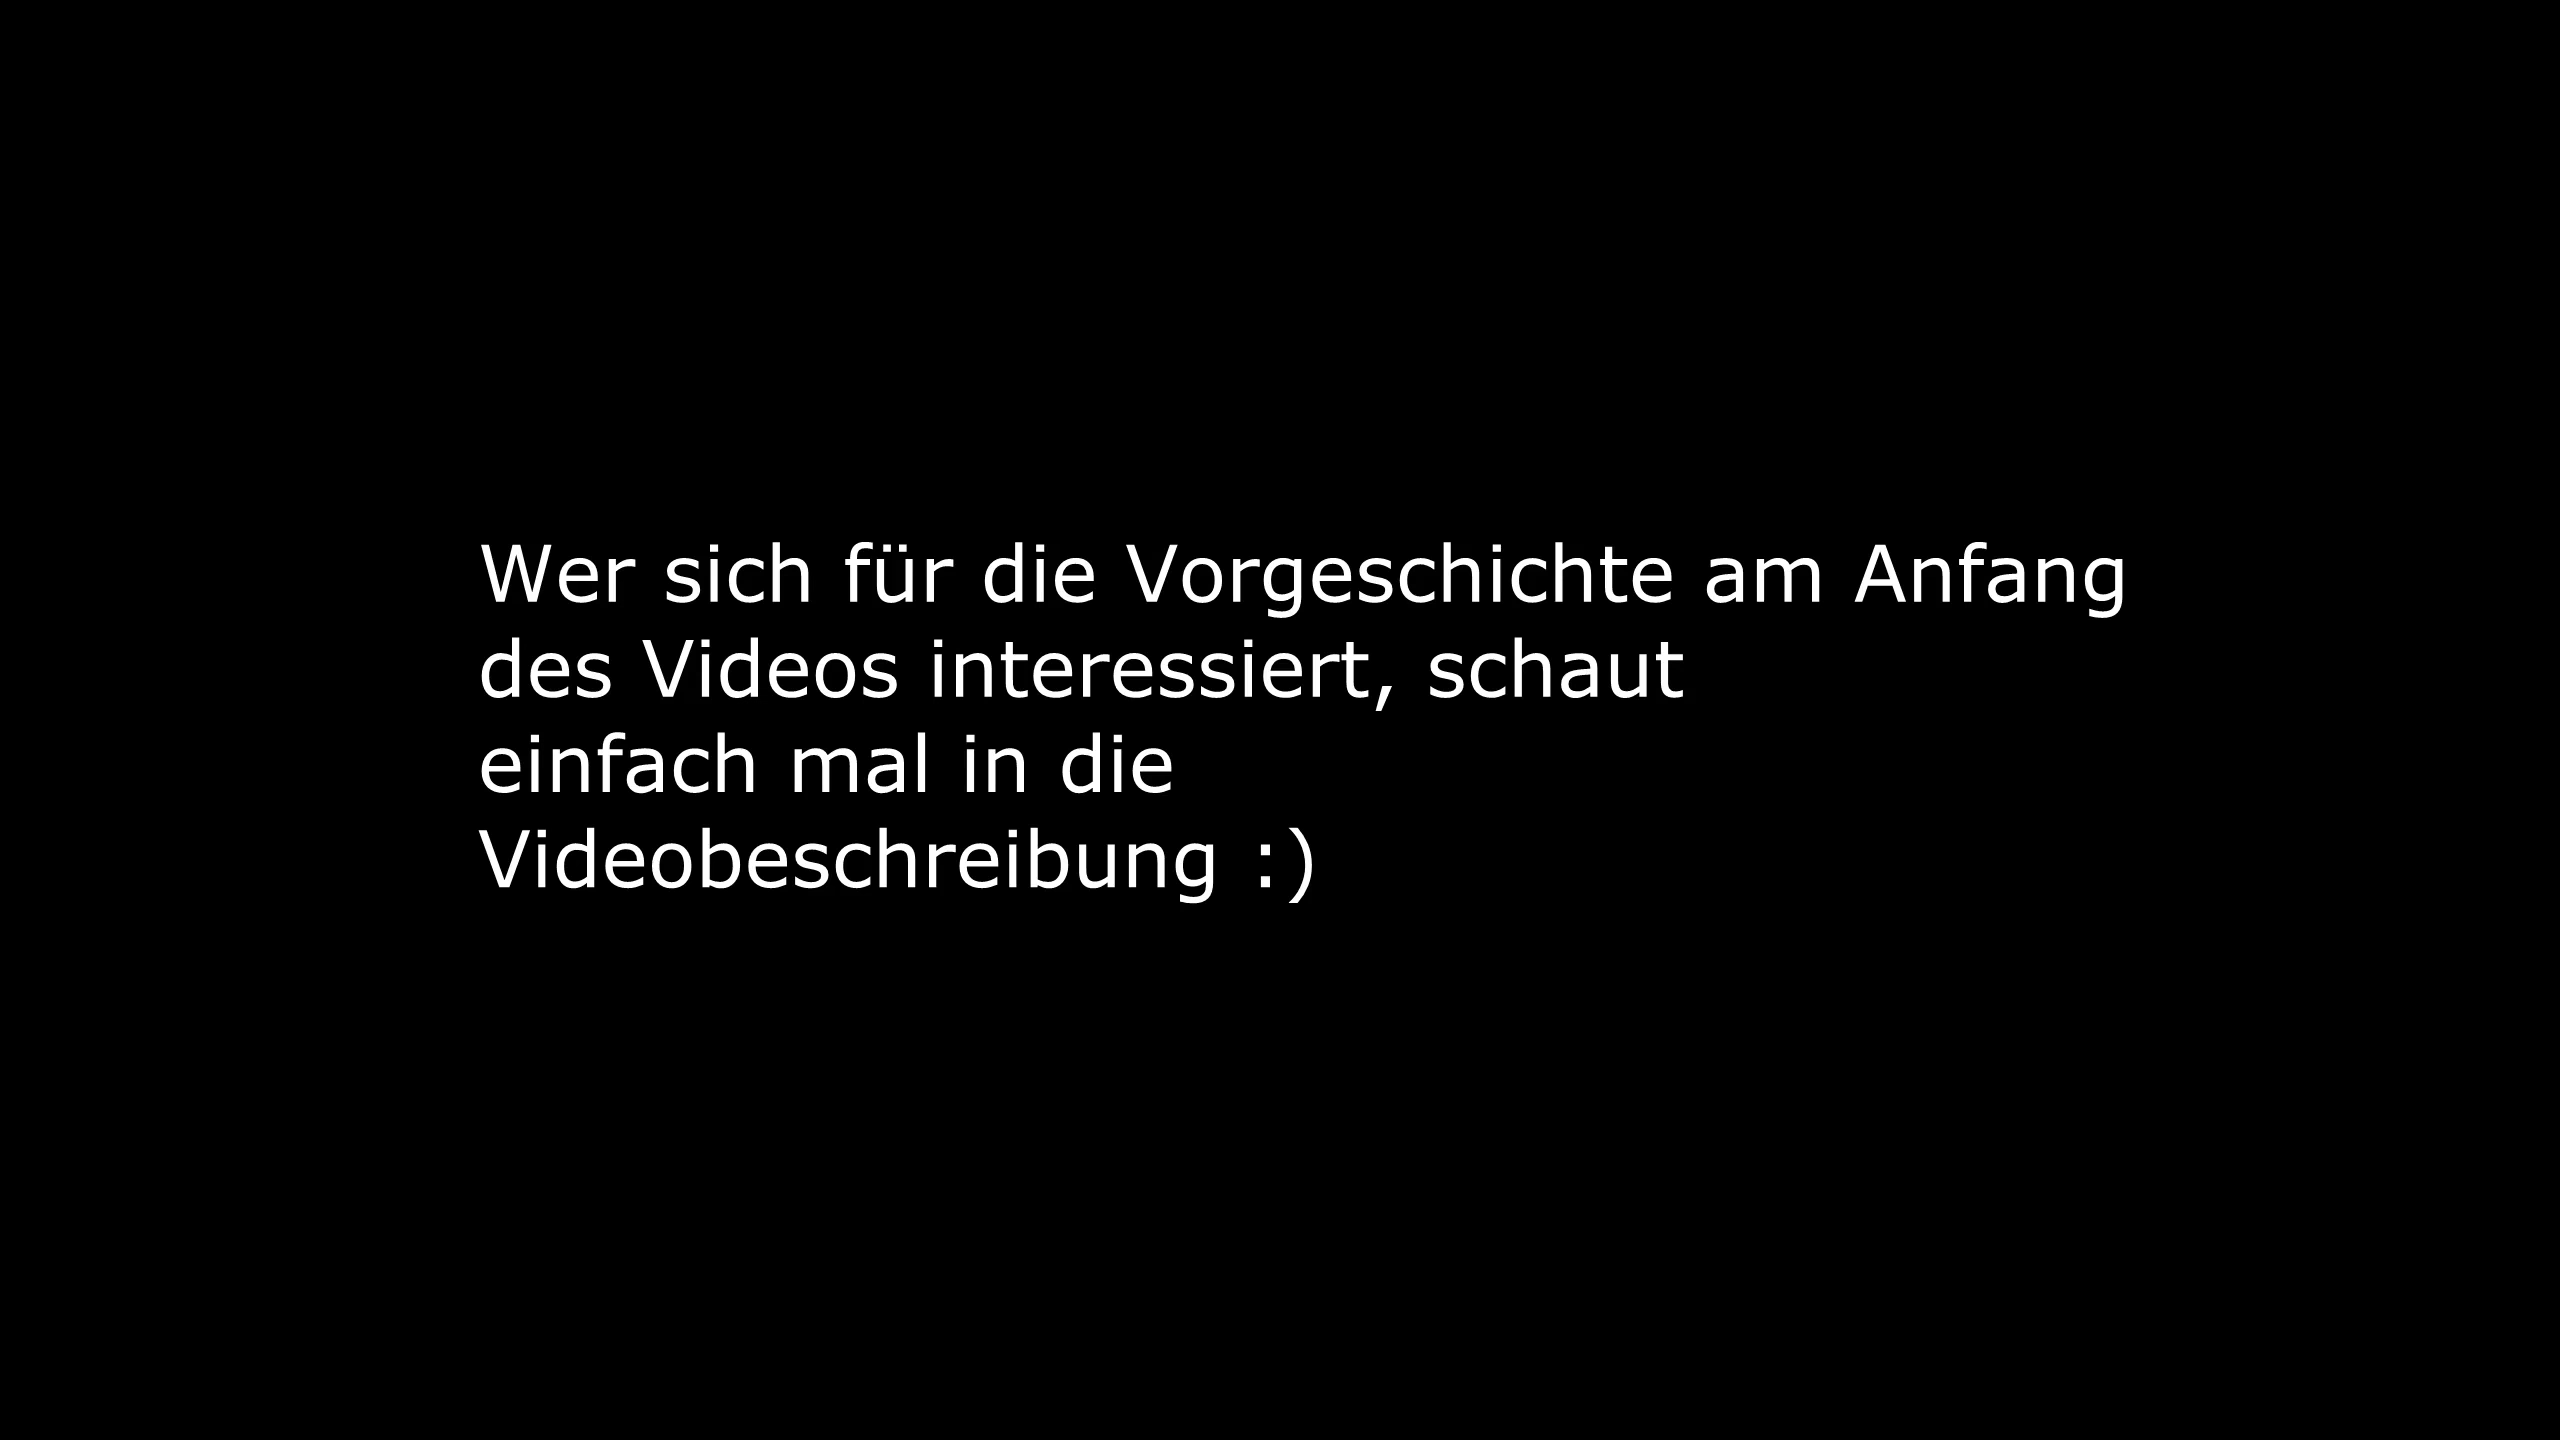 Wer sich für die Vorgeschichte am Anfang
des Videos interessiert, schaut
einfach mal in die
Videobeschreibung :)